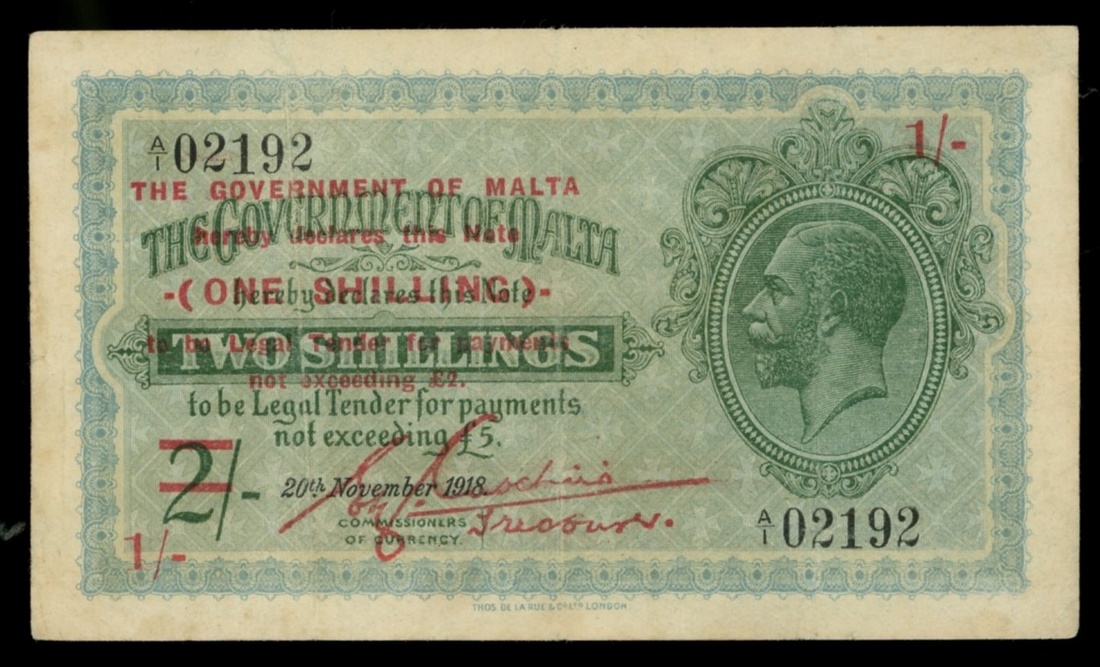 A/1 02192
1/-
THE GOVERNMENT OF MALTA
THE GOVERNMENT OF MALTA
hereby declares this Note
-(ONE SHILLING)-
hereby declares this Note
to be Legal Tender for payments
TWO SHILLINGS
not exceeding £2.
to be Legal Tender for payments
not exceeding £5.
2/-
20th November 1918.
COMMISSIONERS
OF CURRENCY.
Treasurer.
A/1 02192
1/-
THOS. DE LA RUE & CO. LTD LONDON